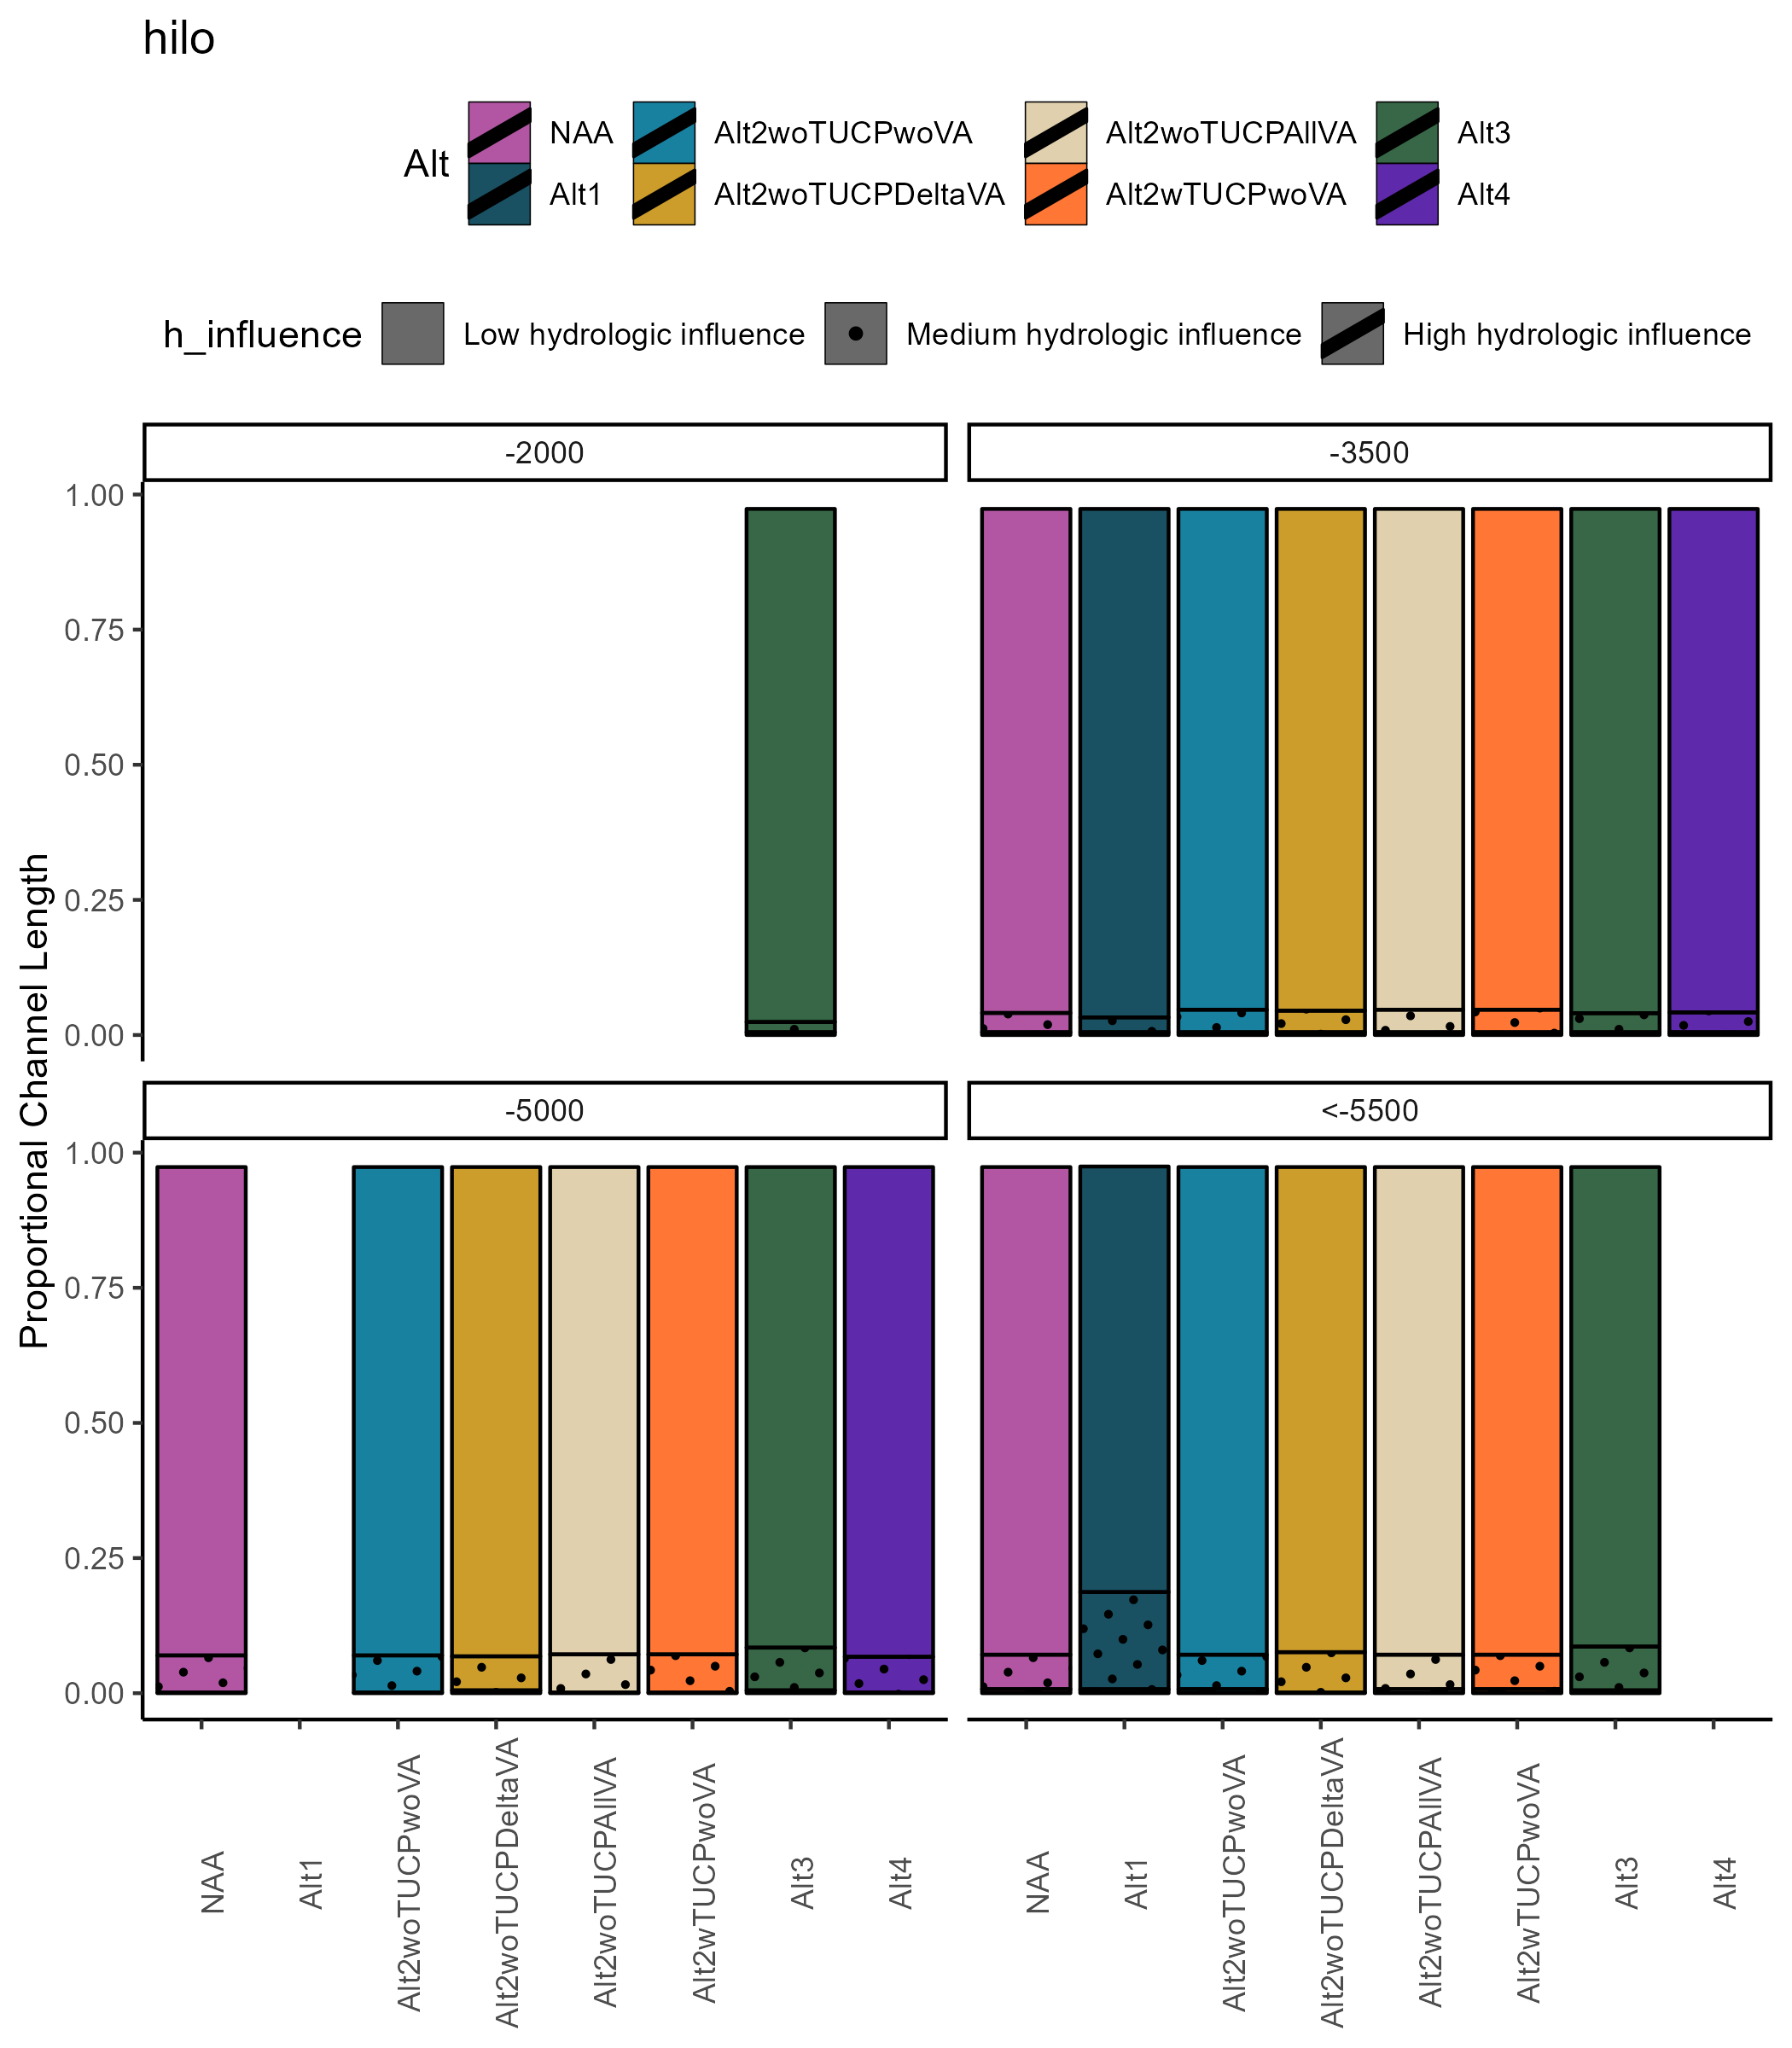 hilo
Alt
NAA
Alt2woTUCPwoVA
Alt2woTUCPAllVA
Alt3
Alt1
Alt2woTUCPDeltaVA
Alt2wTUCPwoVA
Alt4
h_influence
Low hydrologic influence
Medium hydrologic influence
High hydrologic influence
-2000
-3500
1.00
0.75
0.50
0.25
0.00
Proportional Channel Length
-5000
<-5500
1.00
0.75
0.50
0.25
0.00
NAA
Alt1
Alt2woTUCPwoVA
Alt2woTUCPDeltaVA
Alt2woTUCPAllVA
Alt2wTUCPwoVA
Alt3
Alt4
NAA
Alt1
Alt2woTUCPwoVA
Alt2woTUCPDeltaVA
Alt2woTUCPAllVA
Alt2wTUCPwoVA
Alt3
Alt4